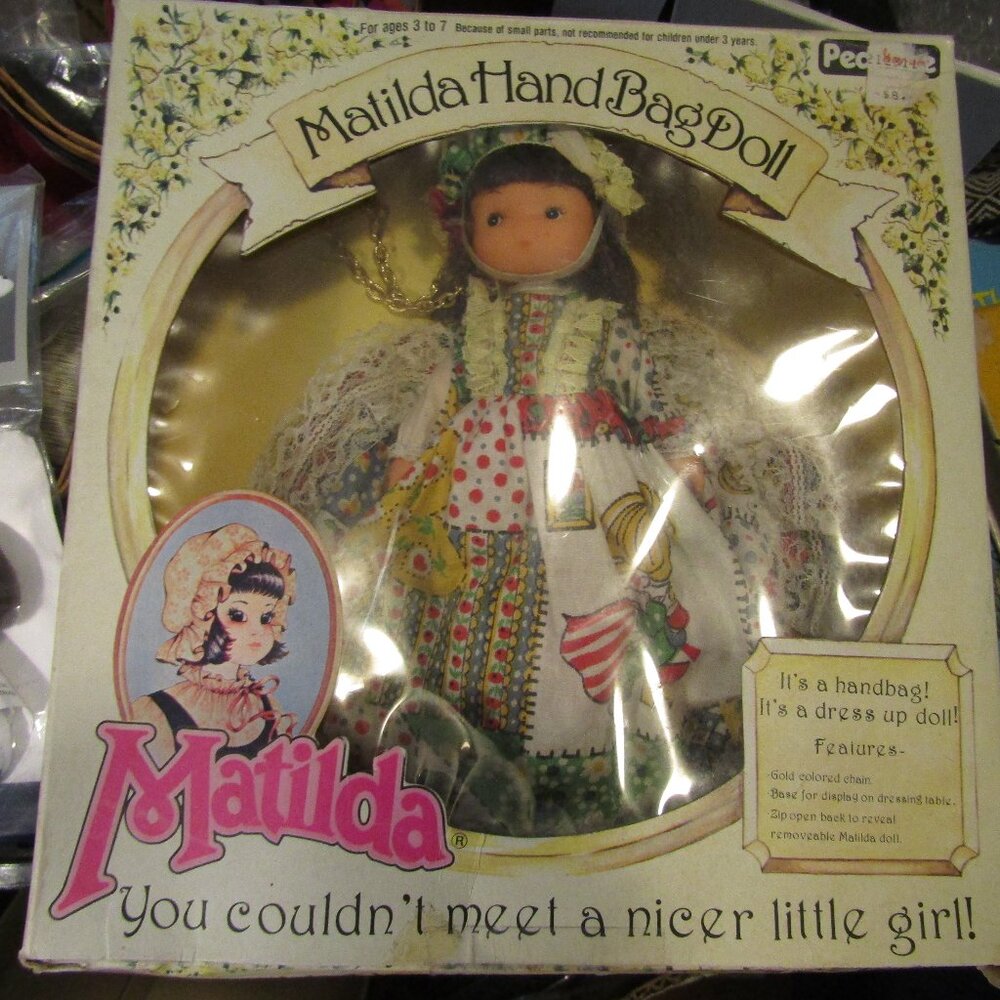 For ages 3 to 7 Because of small parts, not recommended for children under 3 years.
Matilda Hand Bag Doll
It's a handbag!
It's a dress up doll!
Features-
Gold colored chain.
Base for display on dressing table.
Zip open back to reveal
removeable Matilda doll.
Matilda ®
You couldn't meet a nicer little girl!